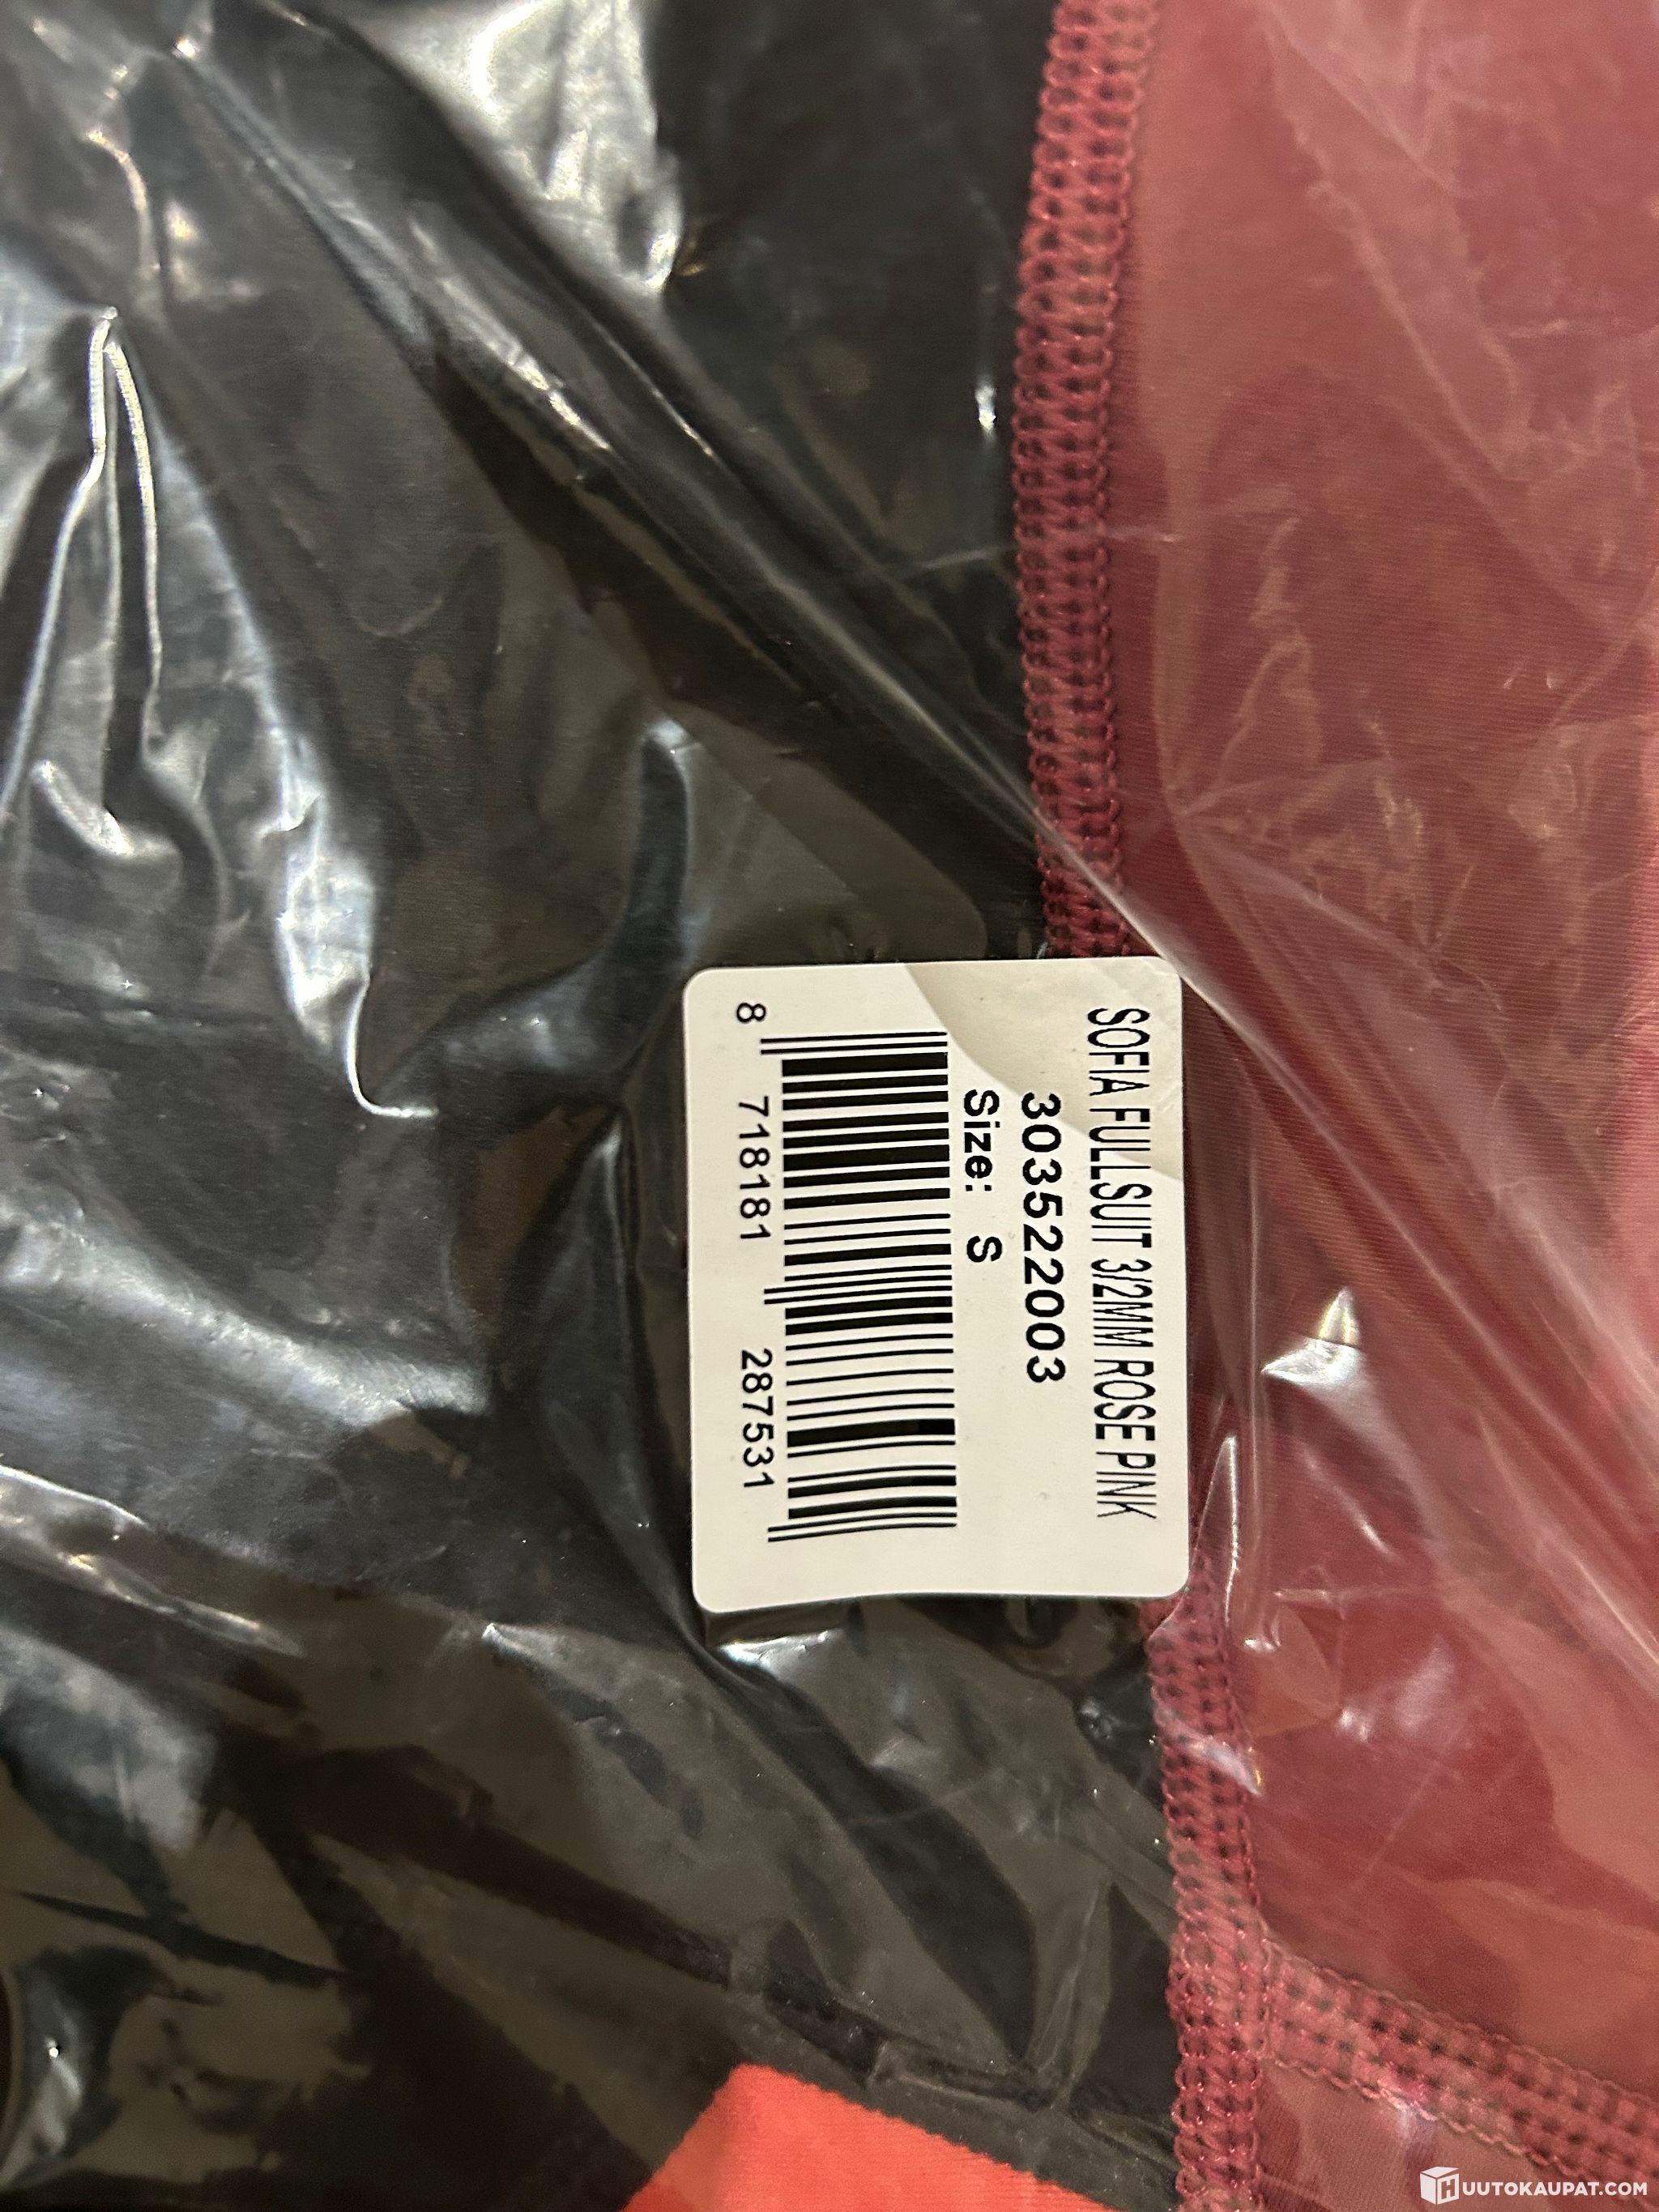 SOFIA FULLSUIT 3/2MM ROSE PINK
303522003
Size: S
8 718181 287531
HUUTOKAUPAT.COM